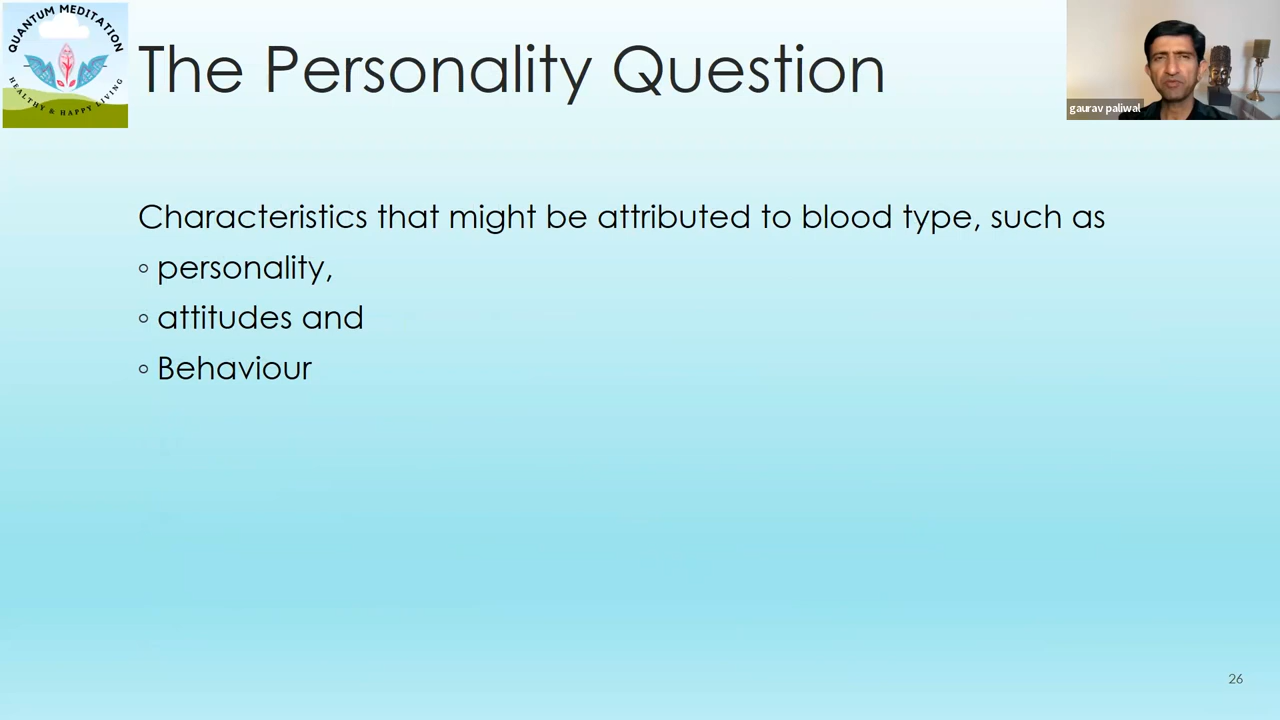 QUANTUM MEDITATION
HEALTHY & HAPPY LIVING
The Personality Question
gaurav paliwal
Characteristics that might be attributed to blood type, such as
◦ personality,
◦ attitudes and
◦ Behaviour
26